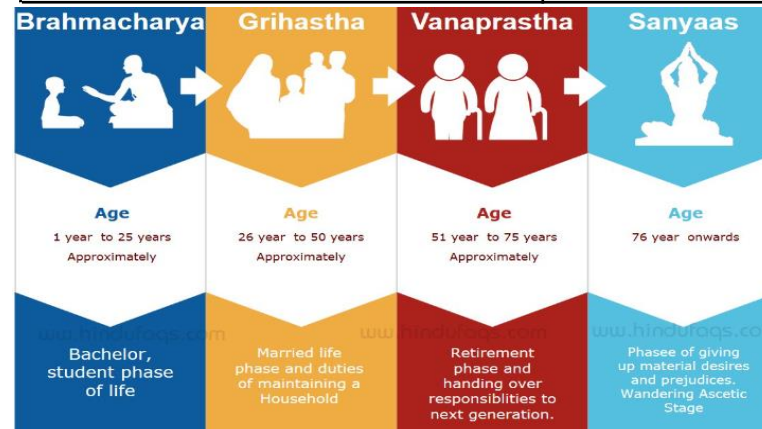 Brahmacharya
Grihastha
Vanaprastha
Sanyaas
Age
1 year to 25 years
Approximately
Age
26 year to 50 years
Approximately
Age
51 year to 75 years
Approximately
Age
76 year onwards
www.hindufaqs.com
Bachelor,
student phase
of life
Married life
phase and duties
of maintaining a
Household
www.hindufaqs.com
Retirement
phase and
handing over
responsiblities to
next generation.
www.hindufaqs.co
Phasee of giving
up material desires
and prejudices.
Wandering Ascetic
Stage